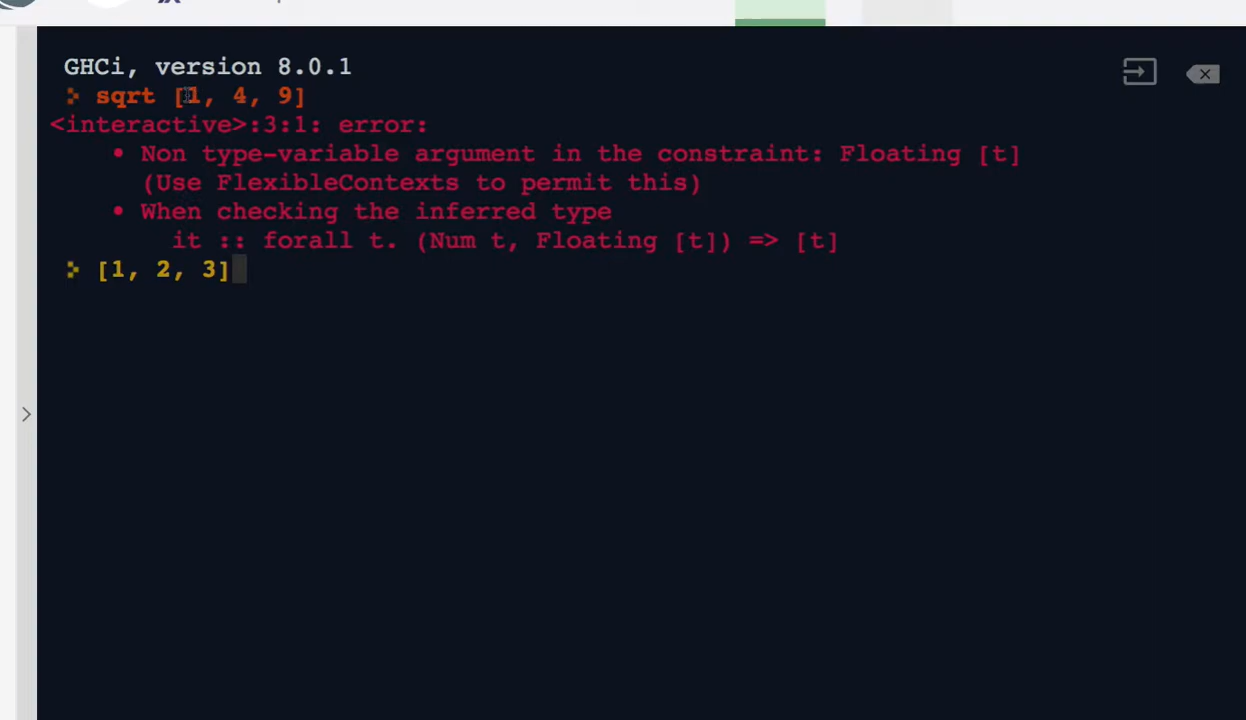 GHCi, version 8.0.1
sqrt [1, 4, 9]
<interactive>:3:1: error:
• Non type-variable argument in the constraint: Floating [t]
(Use FlexibleContexts to permit this)
• When checking the inferred type
it :: forall t. (Num t, Floating [t]) => [t]
[1, 2, 3]